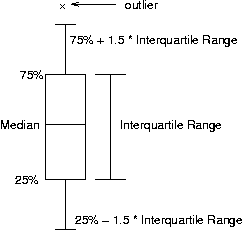 × outlier
75% + 1.5 * Interquartile Range
75%
Median Interquartile Range
25%
25% − 1.5 * Interquartile Range